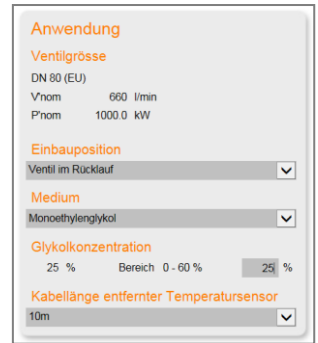 Anwendung
Ventilgrösse
DN 80 (EU)
V'nom 660 l/min
P'nom 1000.0 kW
Einbauposition
Ventil im Rücklauf
Medium
Monoethylenglykol
Glykolkonzentration
25 % Bereich 0 - 60 % 25 %
Kabellänge entfernter Temperatursensor
10m